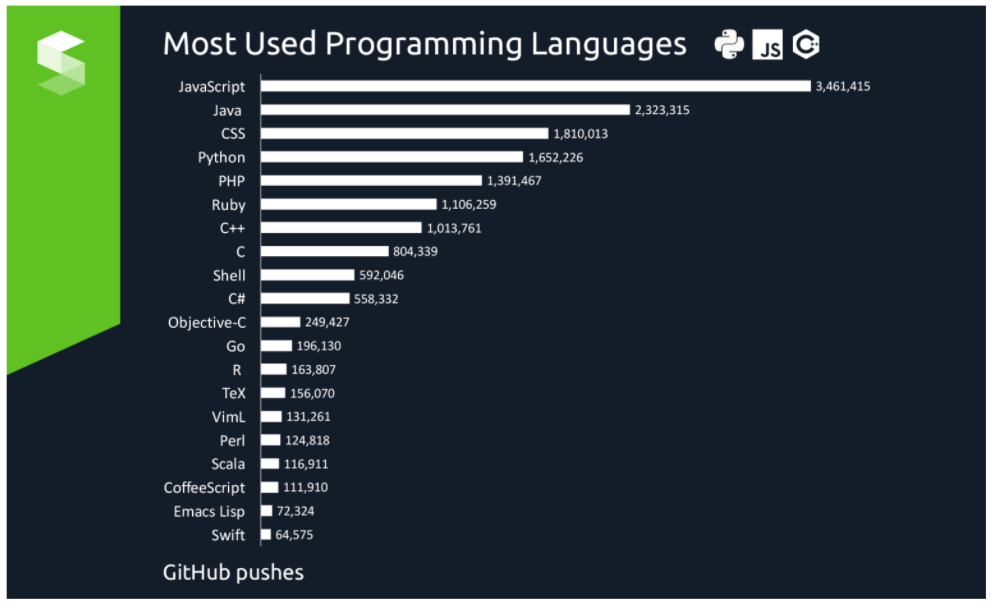 Most Used Programming Languages JS C++
JavaScript 3,461,415
Java 2,323,315
CSS 1,810,013
Python 1,652,226
PHP 1,391,467
Ruby 1,106,259
C++ 1,013,761
C 804,339
Shell 592,046
C# 558,332
Objective-C 249,427
Go 196,130
R 163,807
TeX 156,070
VimL 131,261
Perl 124,818
Scala 116,911
CoffeeScript 111,910
Emacs Lisp 72,324
Swift 64,575
GitHub pushes